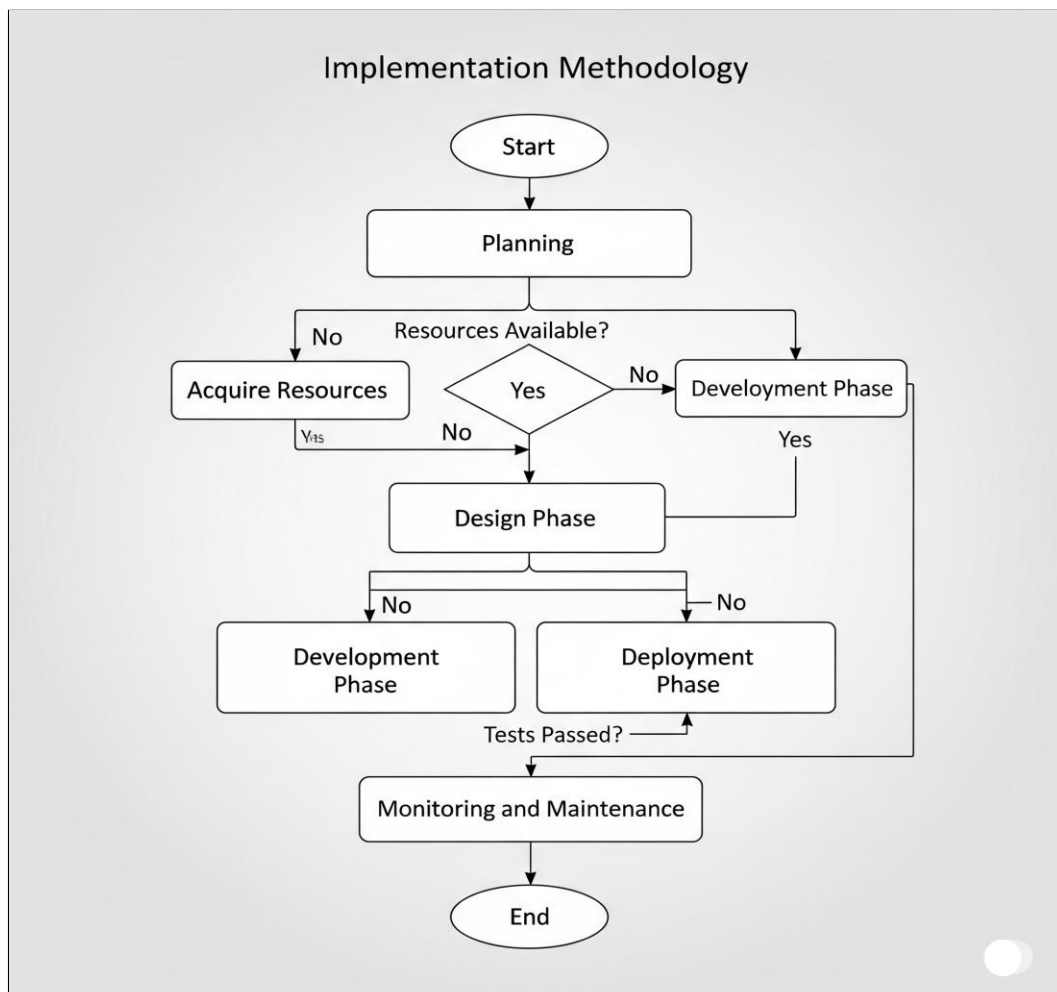 Implementation Methodology
Start
Planning
Resources Available?
No
Acquire Resources
Yes
No
Development Phase
No
Yes
Design Phase
No
No
Development
Phase
Deployment
Phase
Tests Passed?
Monitoring and Maintenance
End